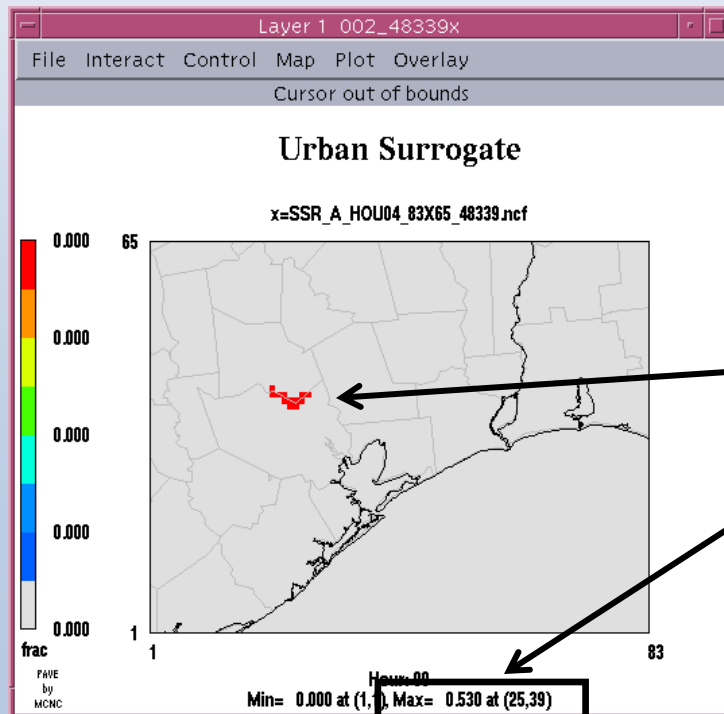 Layer 1 002_48339x
File Interact Control Map Plot Overlay
Cursor out of bounds
Urban Surrogate
x=SSR_A_HOU04_83X65_48339.ncf
0.000
0.000
0.000
0.000
0.000
frac
PAVE
by
MCNC
65
1
1
83
Hour: 00
Min= 0.000 at (1,1), Max= 0.530 at (25,39)